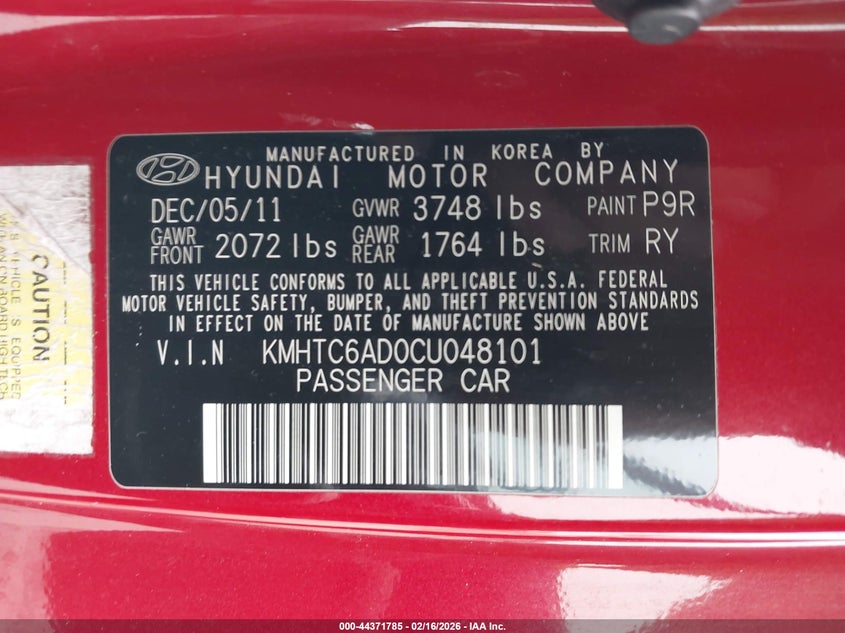 MANUFACTURED IN KOREA BY
HYUNDAI MOTOR COMPANY
DEC/05/11 GVWR 3748 lbs PAINT P9R
GAWR FRONT 2072 lbs GAWR REAR 1764 lbs TRIM RY
THIS VEHICLE CONFORMS TO ALL APPLICABLE U.S.A. FEDERAL
MOTOR VEHICLE SAFETY, BUMPER, AND THEFT PREVENTION STANDARDS
IN EFFECT ON THE DATE OF MANUFACTURE SHOWN ABOVE
V.I.N KMHTC6AD0CU048101
PASSENGER CAR
CAUTION
000-44371785 - 02/16/2026 - IAA Inc.